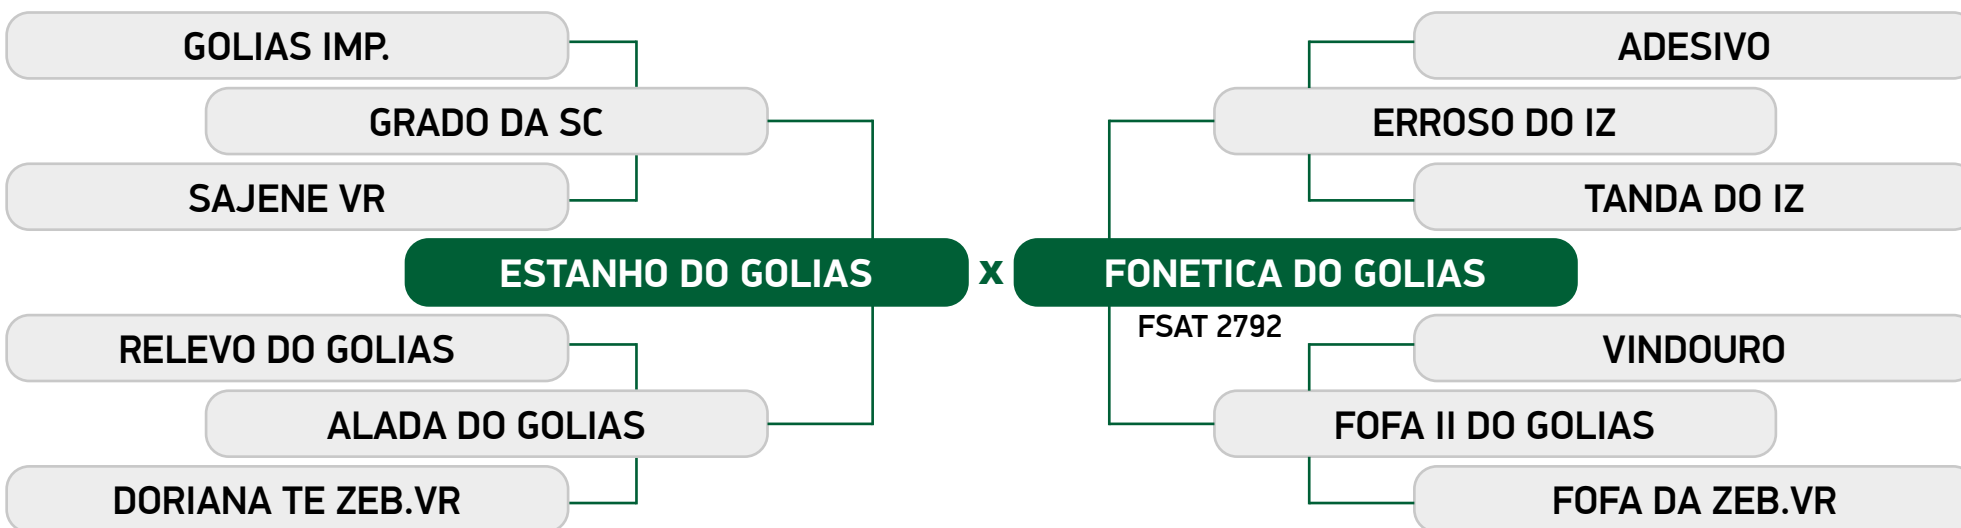 GOLIAS IMP.
ADESIVO
GRADO DA SC
ERROSO DO IZ
SAJENE VR
TANDA DO IZ
ESTANHO DO GOLIAS x FONETICA DO GOLIAS
FSAT 2792
RELEVO DO GOLIAS
VINDOURO
ALADA DO GOLIAS
FOFA II DO GOLIAS
DORIANA TE ZEB.VR
FOFA DA ZEB.VR